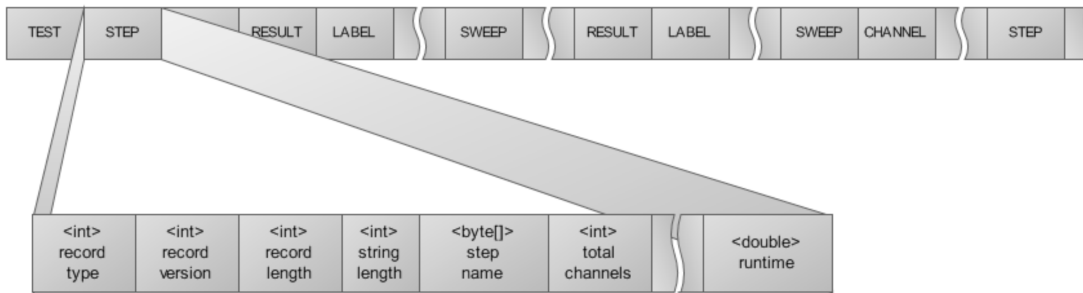 TEST STEP RESULT LABEL SWEEP RESULT LABEL SWEEP CHANNEL STEP
<int> <int> <int> <int> <byte[]> <int> <double>
record record record string step total runtime
type version length length name channels